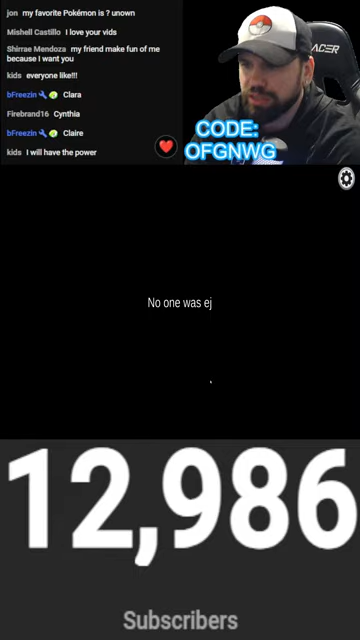 jon my favorite Pokémon is ? unown
Mishell Castillo I love your vids
Shirrae Mendoza my friend make fun of me
because I want you
kids everyone like!!!
bFreezin Clara
Firebrand16 Cynthia
bFreezin Claire
kids I will have the power
ACER
CODE:
OFGNWG
No one was ej
12,986
Subscribers